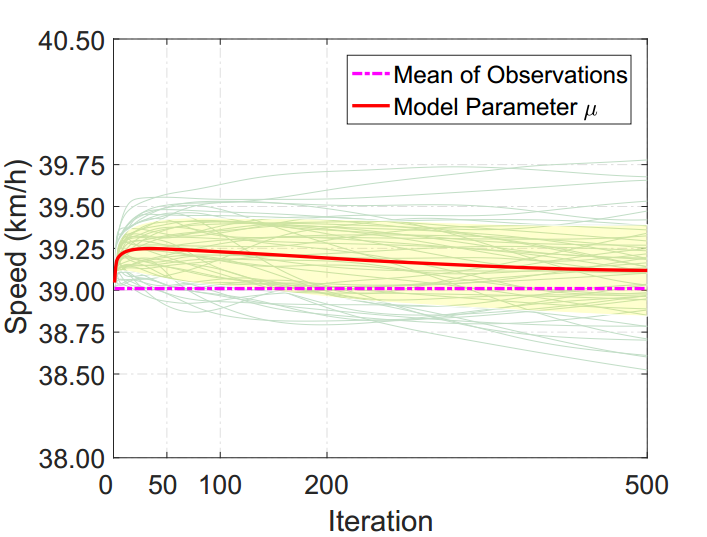 40.50
39.75
39.50
39.25
39.00
38.75
38.50
38.00
Speed (km/h)
Mean of Observations
Model Parameter μ
0 50 100 200 500
Iteration